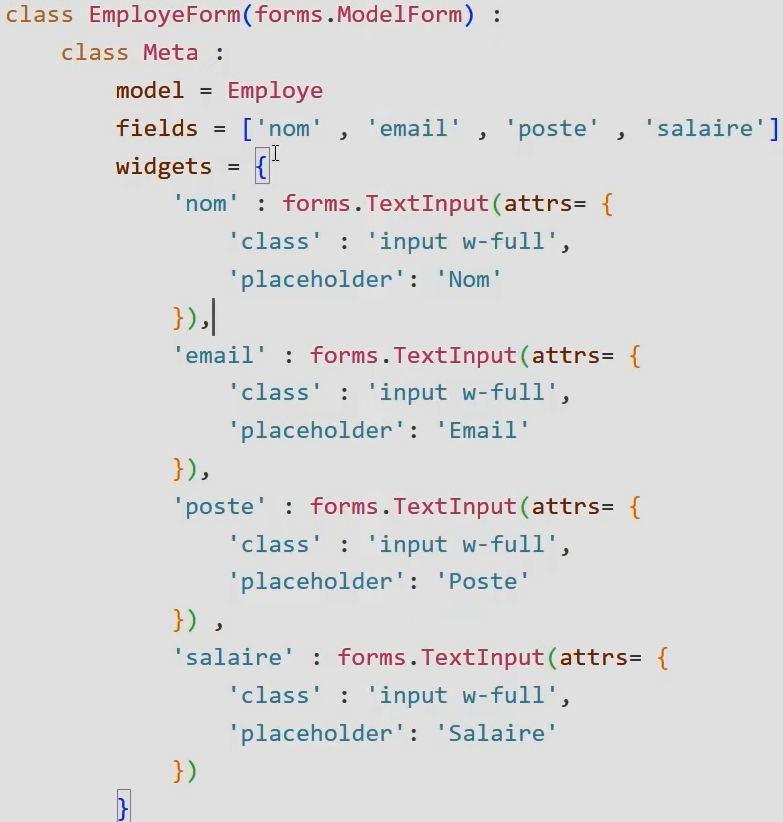 class EmployeForm(forms.ModelForm) :
    class Meta :
        model = Employe
        fields = ['nom' , 'email' , 'poste' , 'salaire']
        widgets = {
            'nom' : forms.TextInput(attrs= {
                'class' : 'input w-full',
                'placeholder': 'Nom'
            }),
            'email' : forms.TextInput(attrs= {
                'class' : 'input w-full',
                'placeholder': 'Email'
            }),
            'poste' : forms.TextInput(attrs= {
                'class' : 'input w-full',
                'placeholder': 'Poste'
            }) ,
            'salaire' : forms.TextInput(attrs= {
                'class' : 'input w-full',
                'placeholder': 'Salaire'
            })
        }